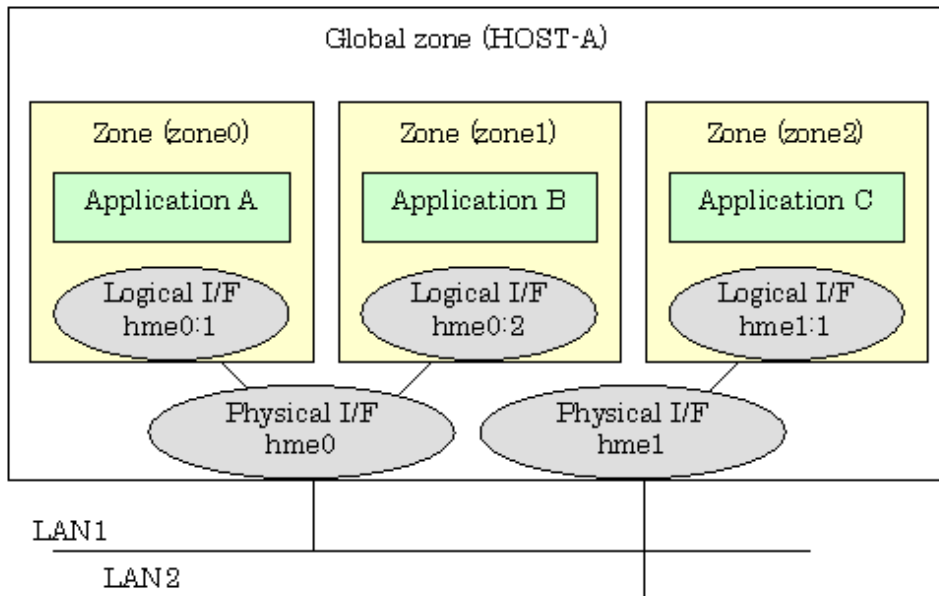 Global zone (HOST-A)
Zone (zone0)
Zone (zone1)
Zone (zone2)
Application A
Application B
Application C
Logical I/F
hme0:1
Logical I/F
hme0:2
Logical I/F
hme1:1
Physical I/F
hme0
Physical I/F
hme1
LAN1
LAN2